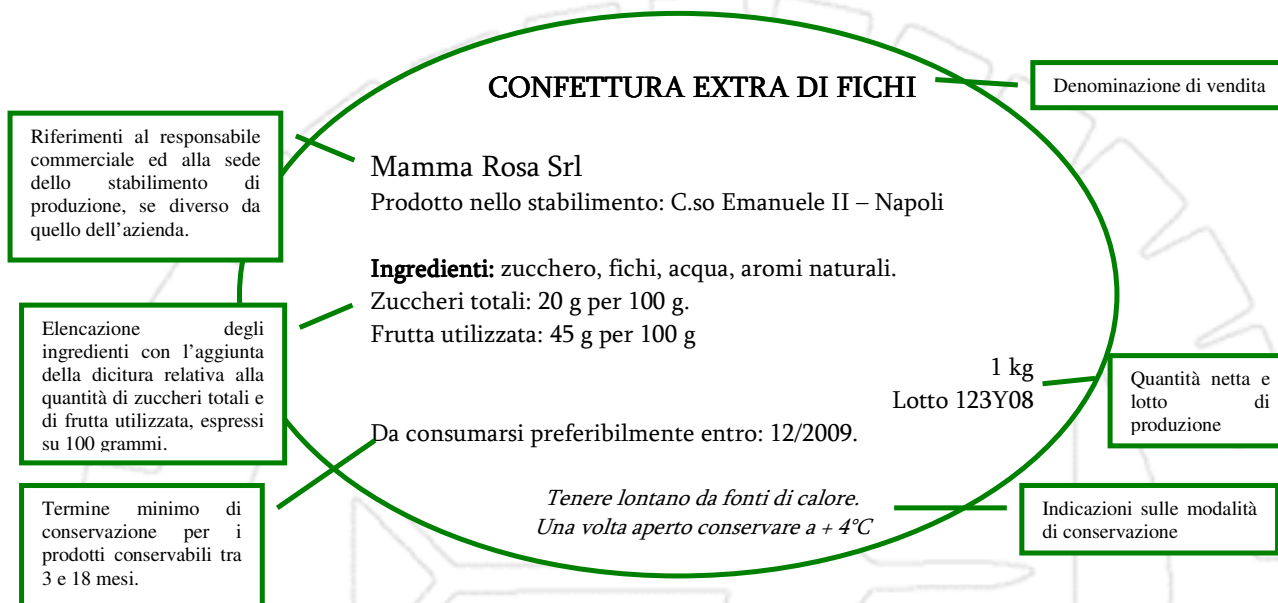 CONFETTURA EXTRA DI FICHI
Denominazione di vendita
Riferimenti al responsabile
commerciale ed alla sede
dello stabilimento di
produzione, se diverso da
quello dell'azienda.
Mamma Rosa Srl
Prodotto nello stabilimento: C.so Emanuele II – Napoli
Ingredienti: zucchero, fichi, acqua, aromi naturali.
Zuccheri totali: 20 g per 100 g.
Frutta utilizzata: 45 g per 100 g
Elencazione degli
ingredienti con l'aggiunta
della dicitura relativa alla
quantità di zuccheri totali e
di frutta utilizzata, espressi
su 100 grammi.
1 kg
Lotto 123Y08
Quantità netta e
lotto di
produzione
Da consumarsi preferibilmente entro: 12/2009.
Termine minimo di
conservazione per i
prodotti conservabili tra
3 e 18 mesi.
Tenere lontano da fonti di calore.
Una volta aperto conservare a + 4°C
Indicazioni sulle modalità
di conservazione